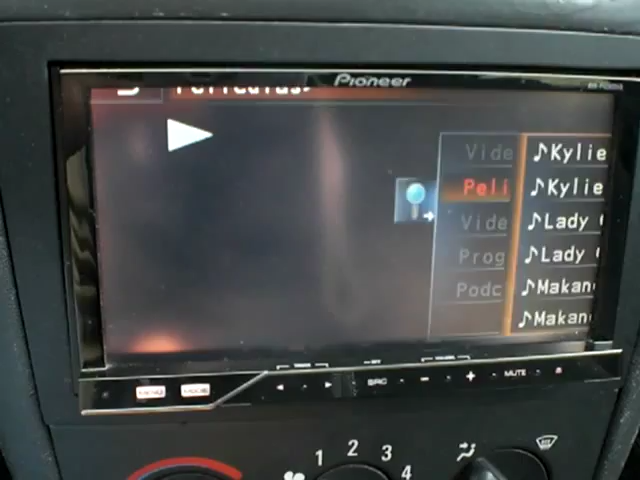 Pioneer
Películas
Vide
Peli
Vide
Prog
Podc
♪Kylie
♪Kylie
♪Lady
♪Lady
♪Makan
♪Makan
SRC
－
+
MUTE
1
2
3
4